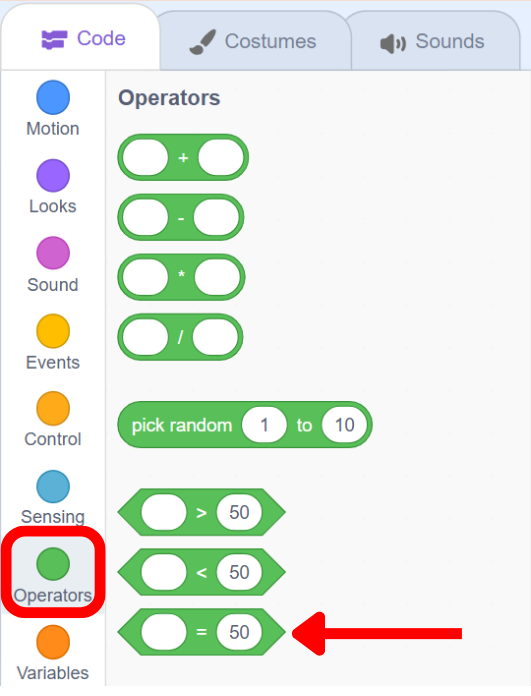 Code Costumes Sounds
Motion
Looks
Sound
Events
Control
Sensing
Operators
Variables
Operators
+
-
*
/
pick random 1 to 10
> 50
< 50
= 50